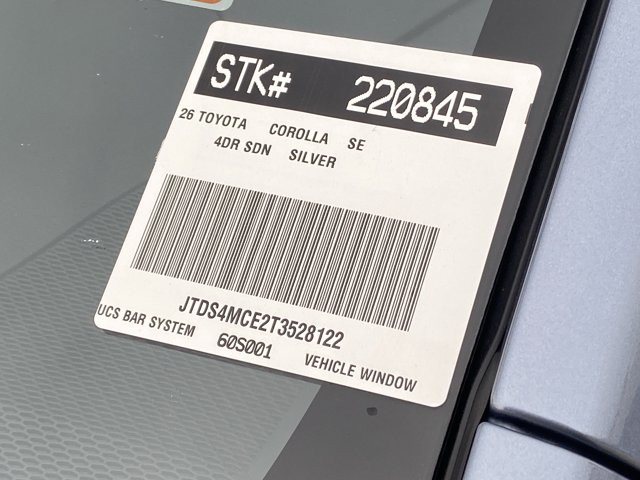 STK# 220845
26 TOYOTA COROLLA SE
4DR SDN SILVER
JTDS4MCE2T3528122
UCS BAR SYSTEM 60S001 VEHICLE WINDOW